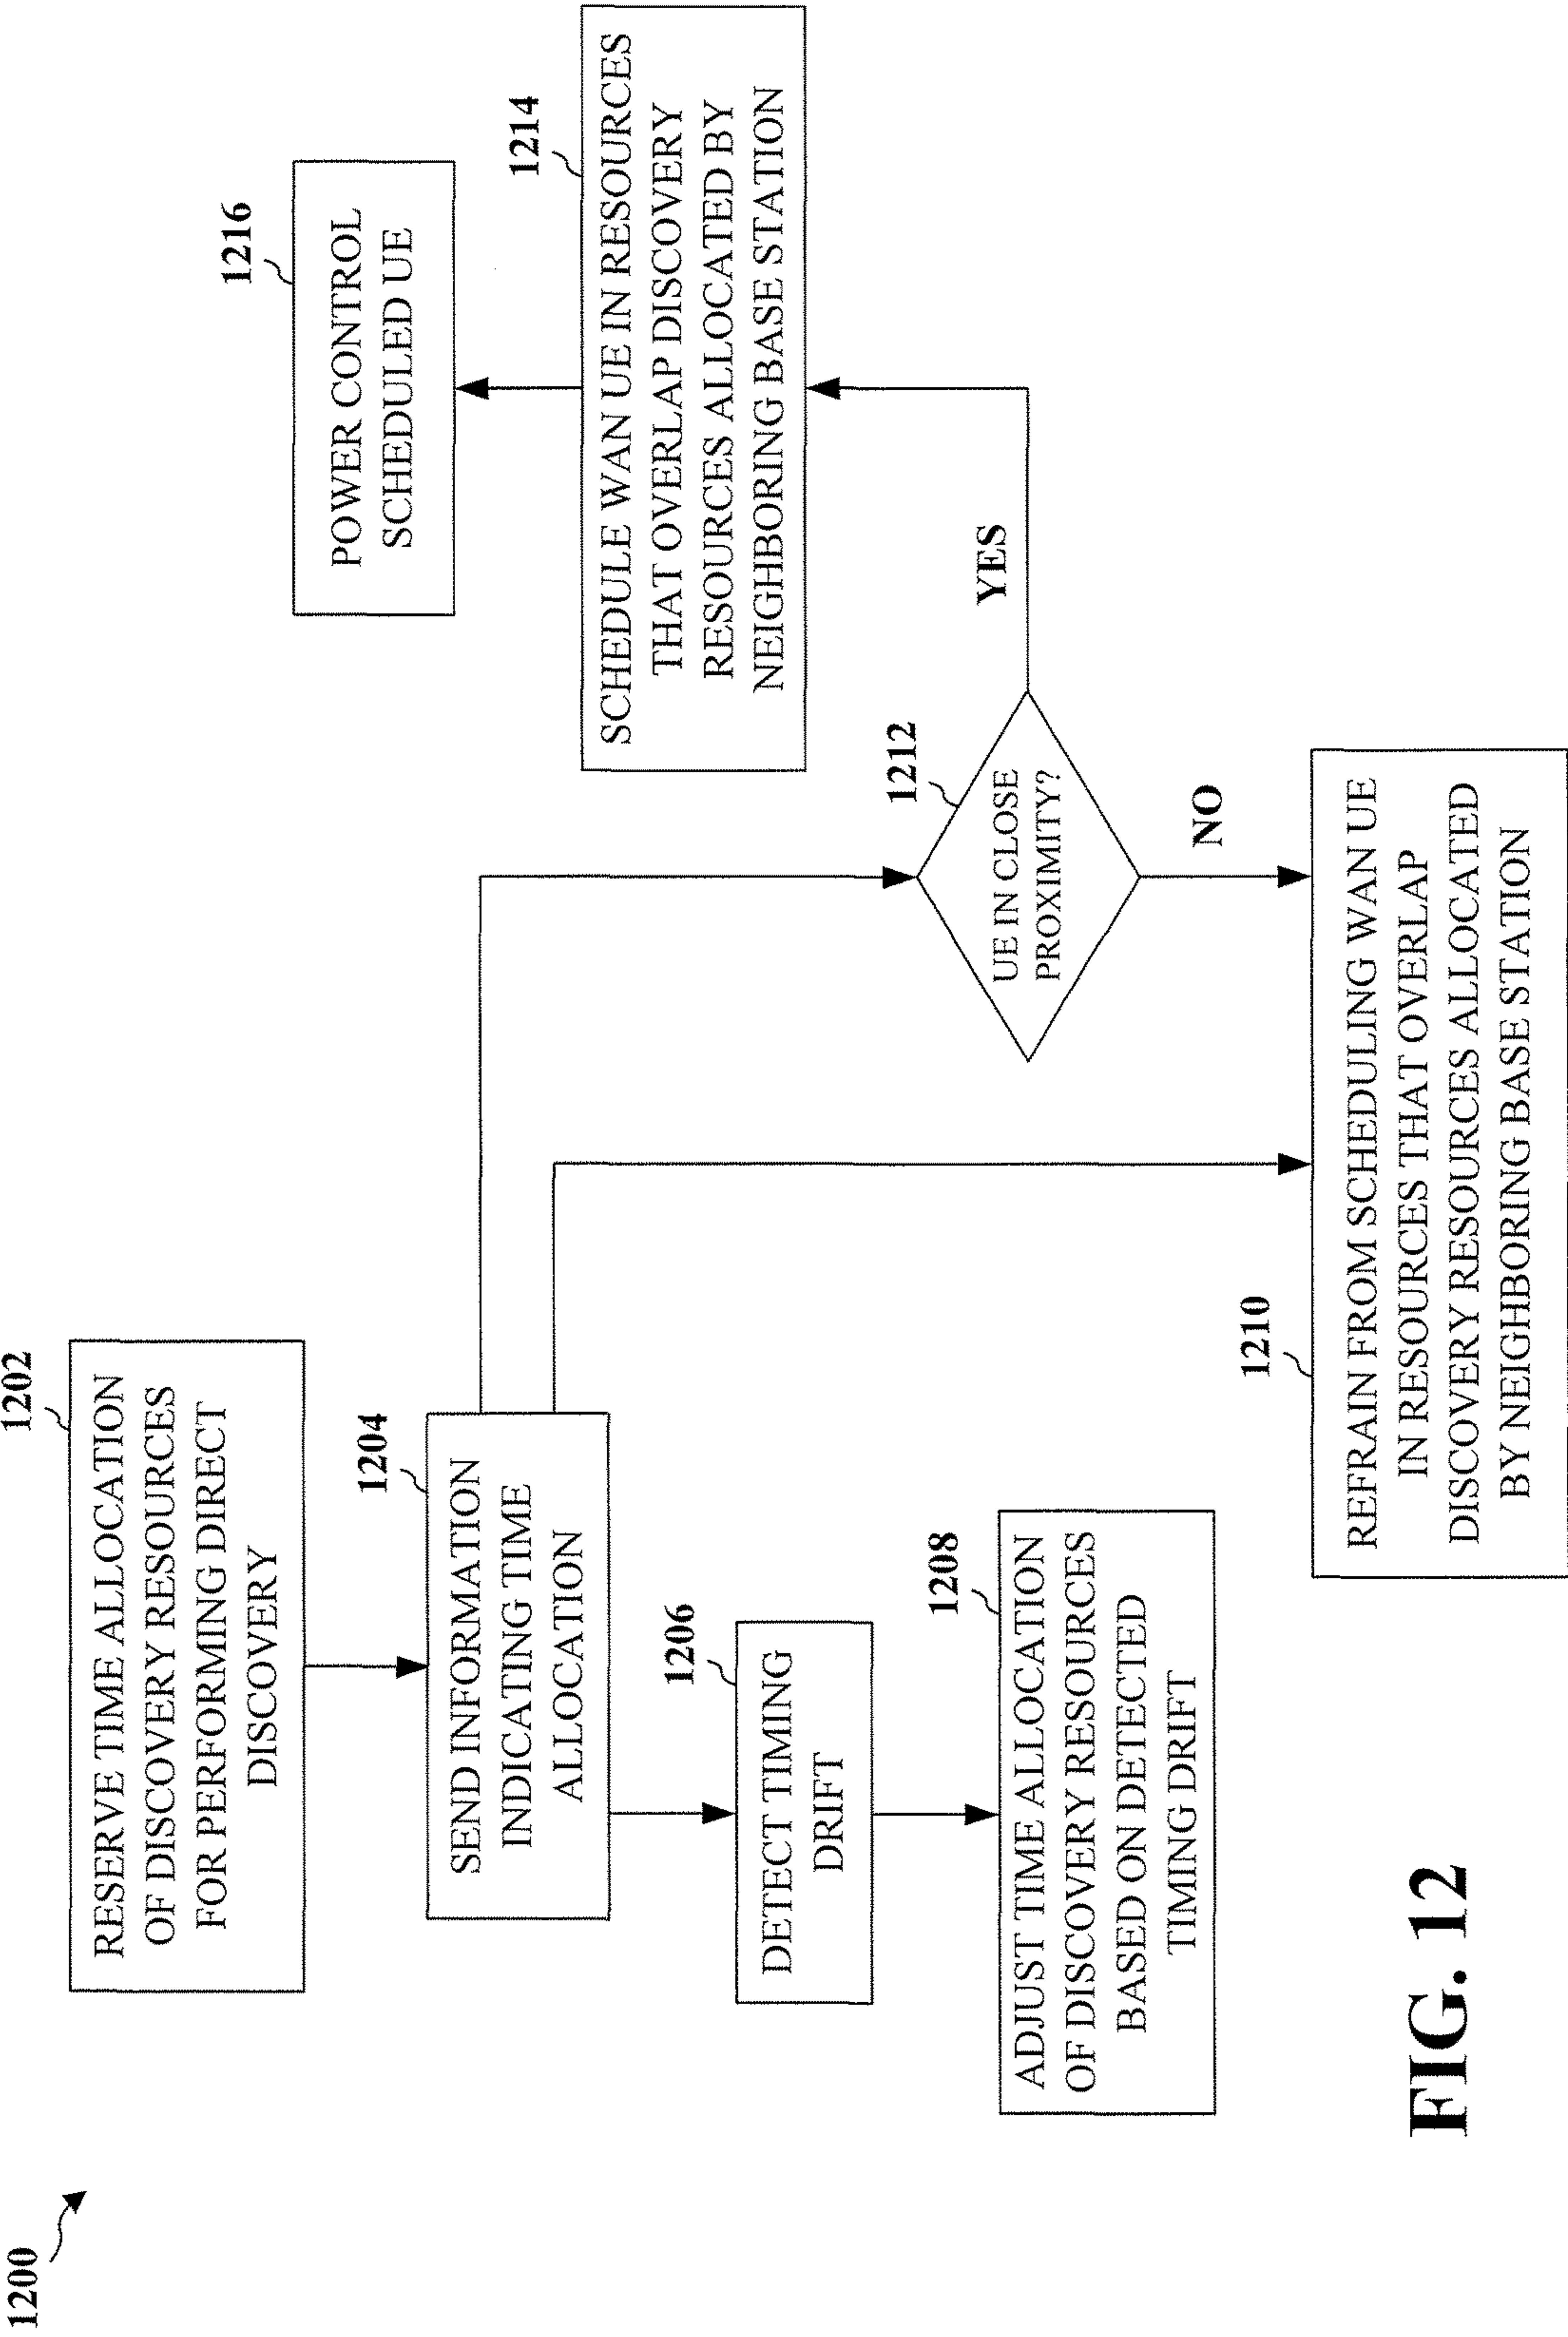 1200
1202
RESERVE TIME ALLOCATION
OF DISCOVERY RESOURCES
FOR PERFORMING DIRECT
DISCOVERY
1204
SEND INFORMATION
INDICATING TIME
ALLOCATION
1206
DETECT TIMING
DRIFT
1208
ADJUST TIME ALLOCATION
OF DISCOVERY RESOURCES
BASED ON DETECTED
TIMING DRIFT
1210
REFRAIN FROM SCHEDULING WAN UE
IN RESOURCES THAT OVERLAP
DISCOVERY RESOURCES ALLOCATED
BY NEIGHBORING BASE STATION
1212
UE IN CLOSE
PROXIMITY?
NO
YES
1214
SCHEDULE WAN UE IN RESOURCES
THAT OVERLAP DISCOVERY
RESOURCES ALLOCATED BY
NEIGHBORING BASE STATION
1216
POWER CONTROL
SCHEDULED UE
FIG. 12